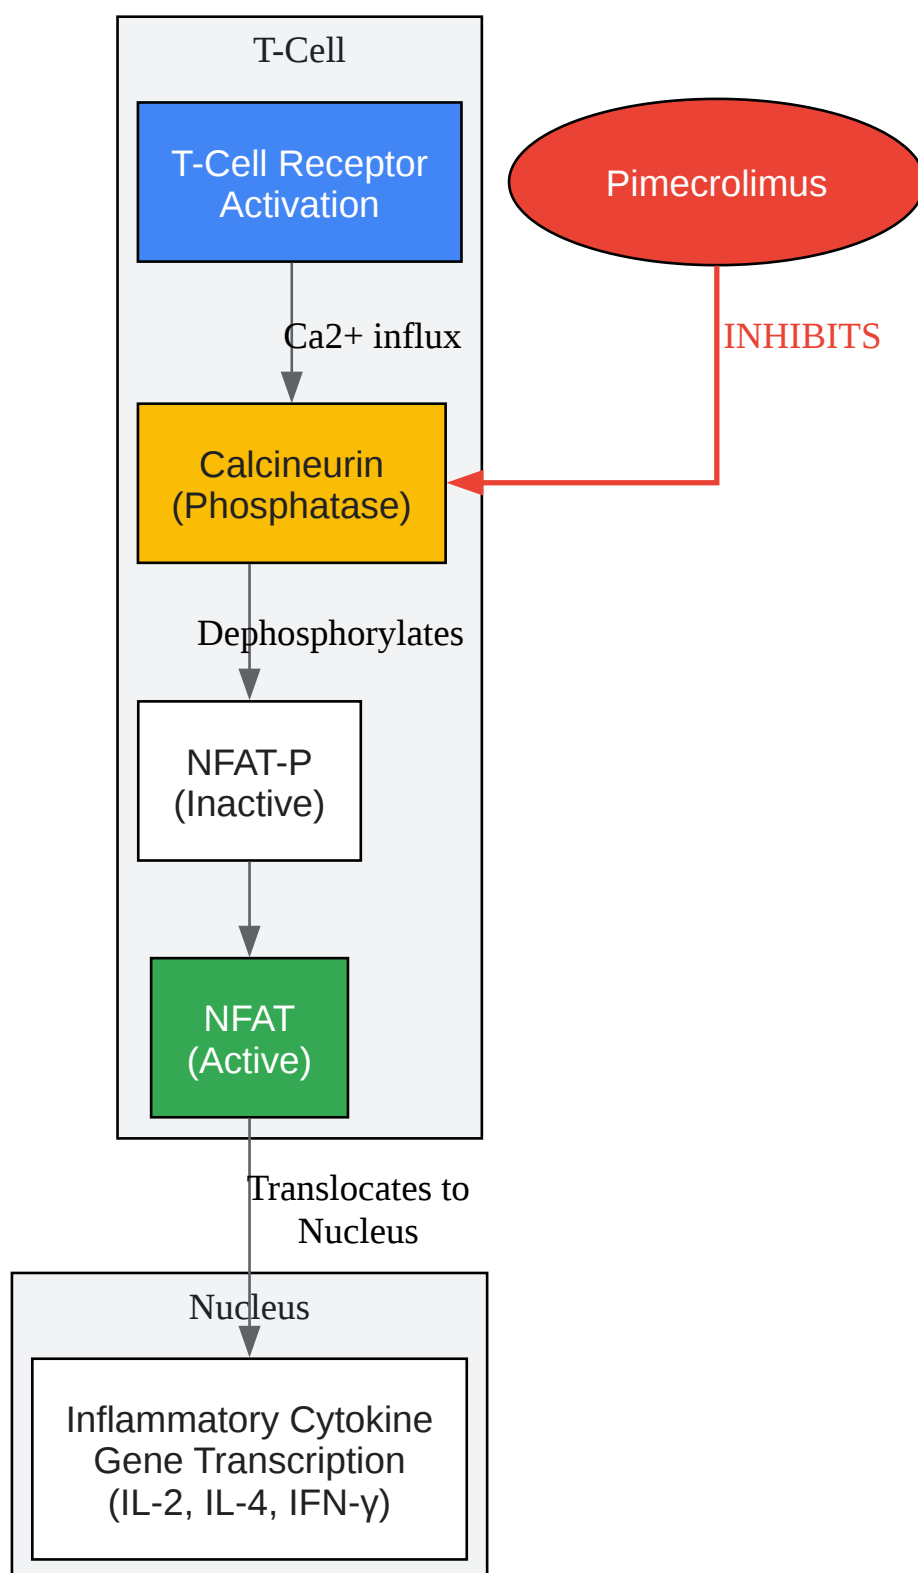 T-Cell
T-Cell Receptor
Activation
Pimecrolimus
Ca2+ influx
INHIBITS
Calcineurin
(Phosphatase)
Dephosphorylates
NFAT-P
(Inactive)
NFAT
(Active)
Translocates to
Nucleus
Nucleus
Inflammatory Cytokine
Gene Transcription
(IL-2, IL-4, IFN-γ)